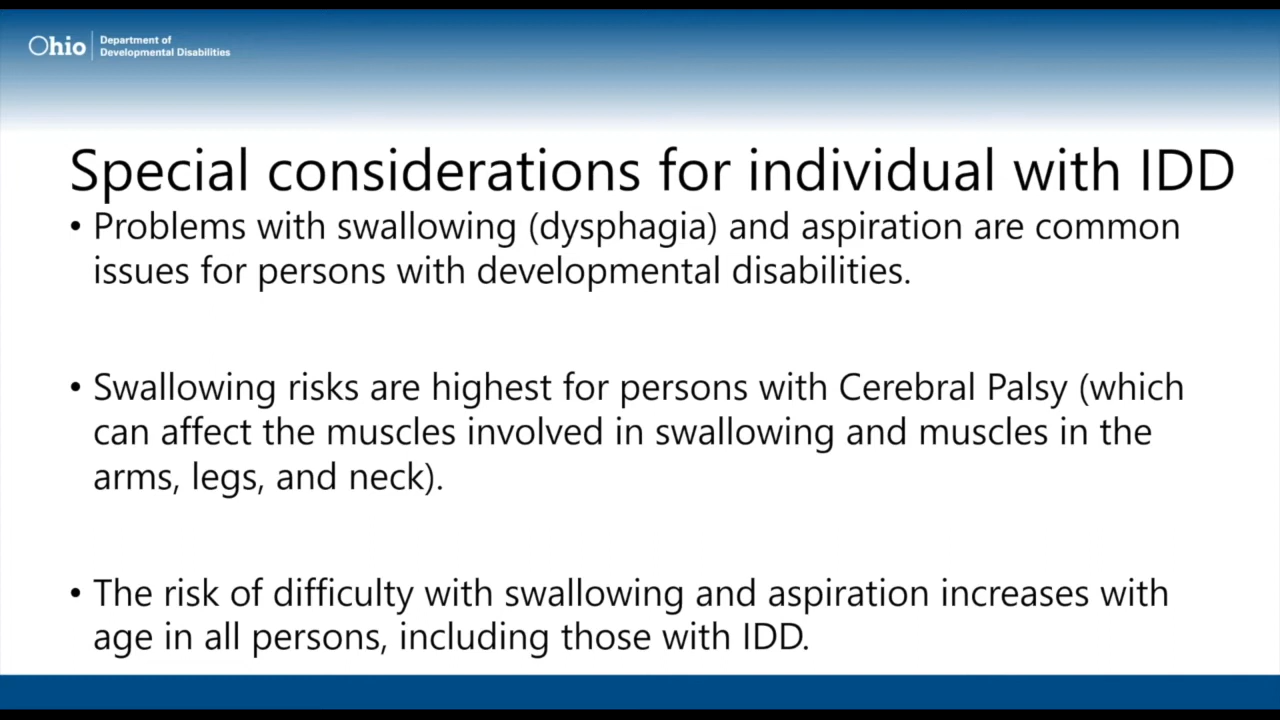 Ohio
Department of
Developmental Disabilities
Special considerations for individual with IDD
• Problems with swallowing (dysphagia) and aspiration are common
issues for persons with developmental disabilities.
• Swallowing risks are highest for persons with Cerebral Palsy (which
can affect the muscles involved in swallowing and muscles in the
arms, legs, and neck).
• The risk of difficulty with swallowing and aspiration increases with
age in all persons, including those with IDD.